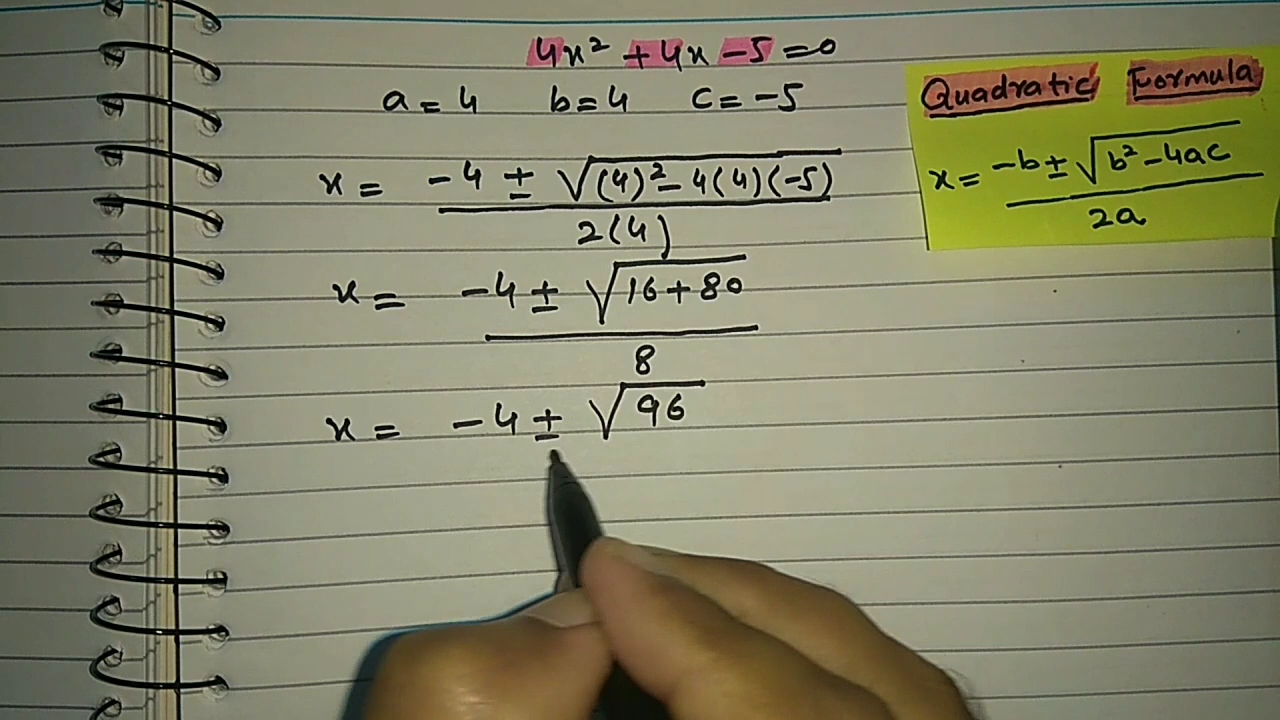 4x² + 4x - 5 = 0
a = 4 b = 4 c = -5
Quadratic Formula
x = -b ± √b² - 4ac
2a
x = -4 ± √(4)² - 4(4)(-5)
2(4)
x = -4 ± √16 + 80
8
x = -4 ± √96